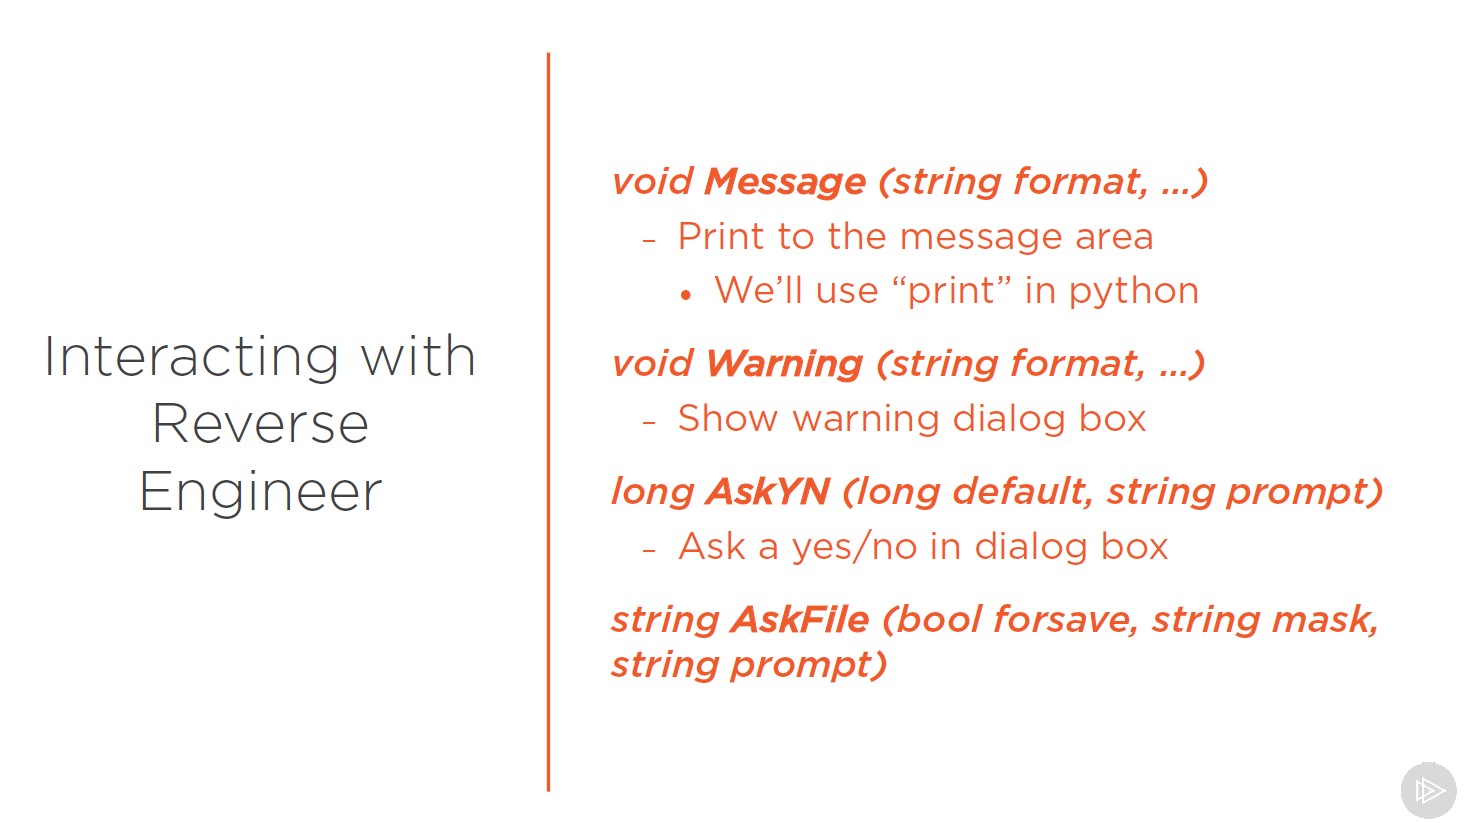 Interacting with
Reverse
Engineer
void Message (string format, …)
– Print to the message area
• We’ll use “print” in python
void Warning (string format, …)
– Show warning dialog box
long AskYN (long default, string prompt)
– Ask a yes/no in dialog box
string AskFile (bool forsave, string mask,
string prompt)